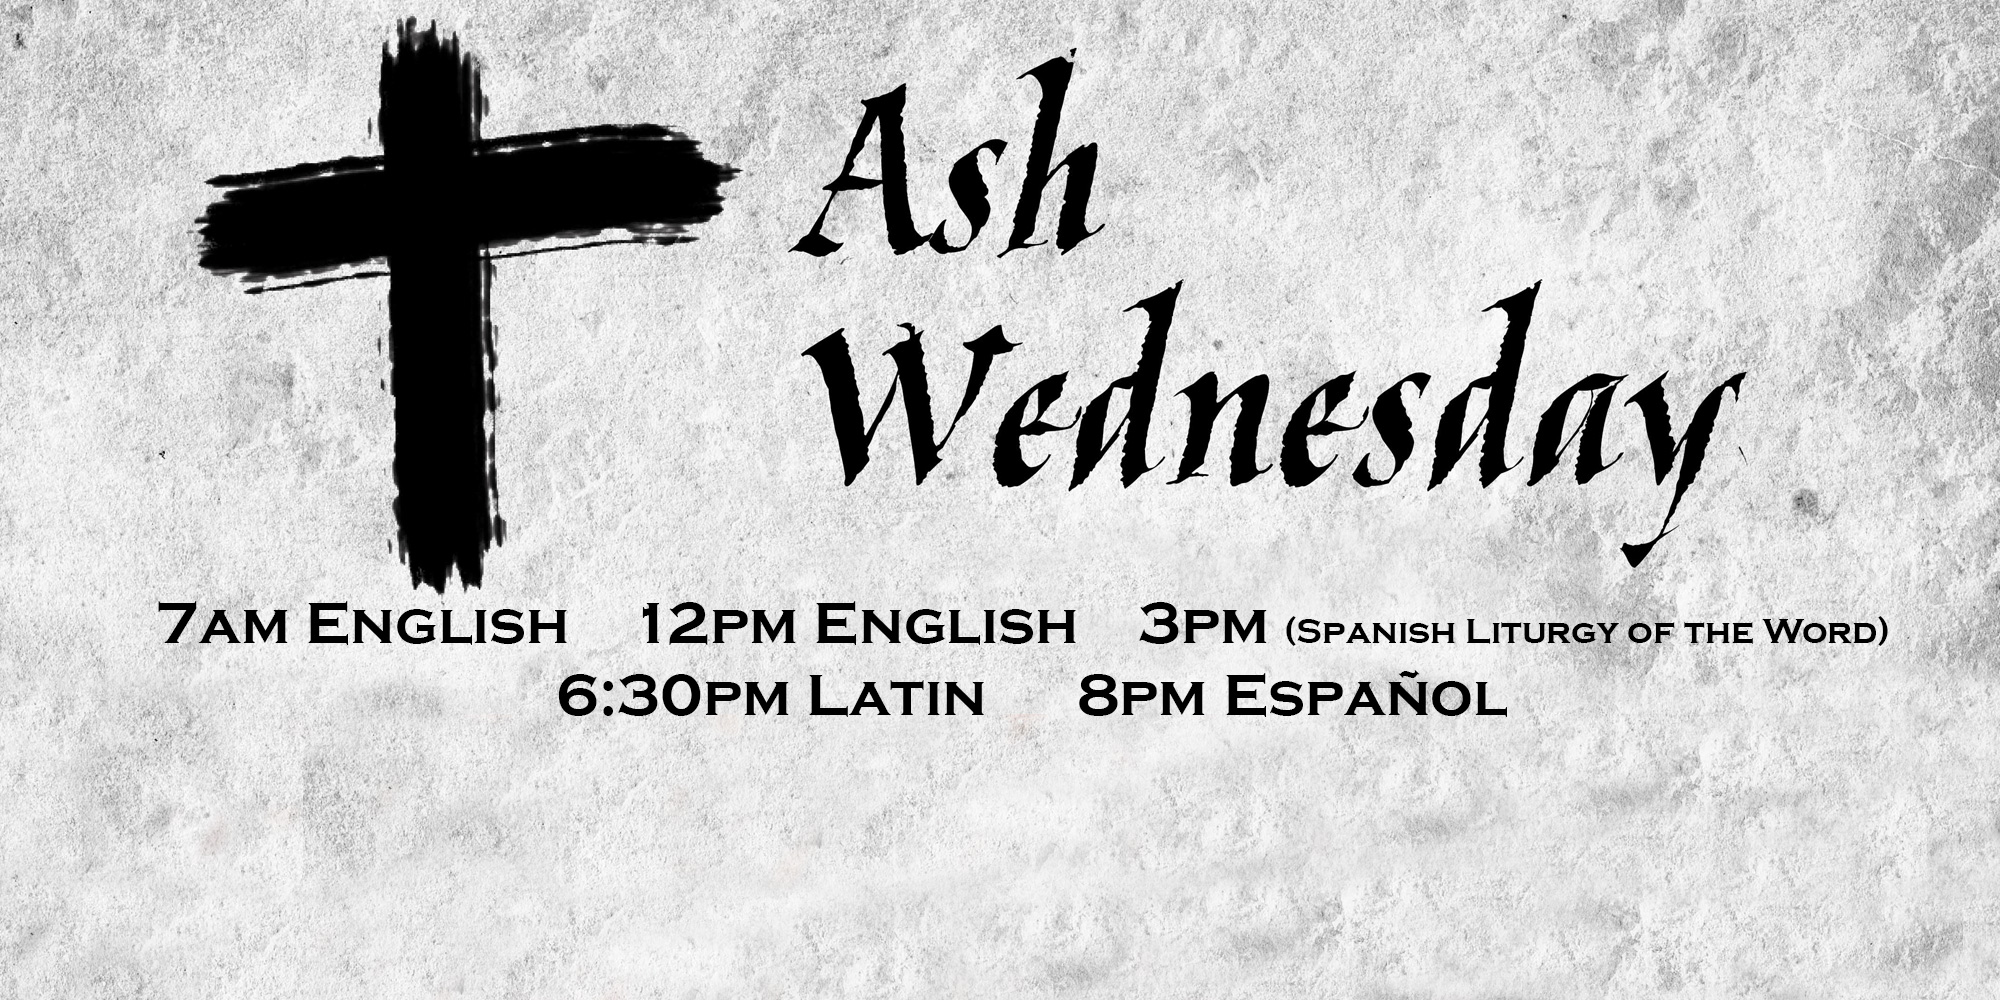 Ash
Wednesday
7am English 12pm English 3pm (Spanish Liturgy of the Word)
6:30pm Latin 8pm Español